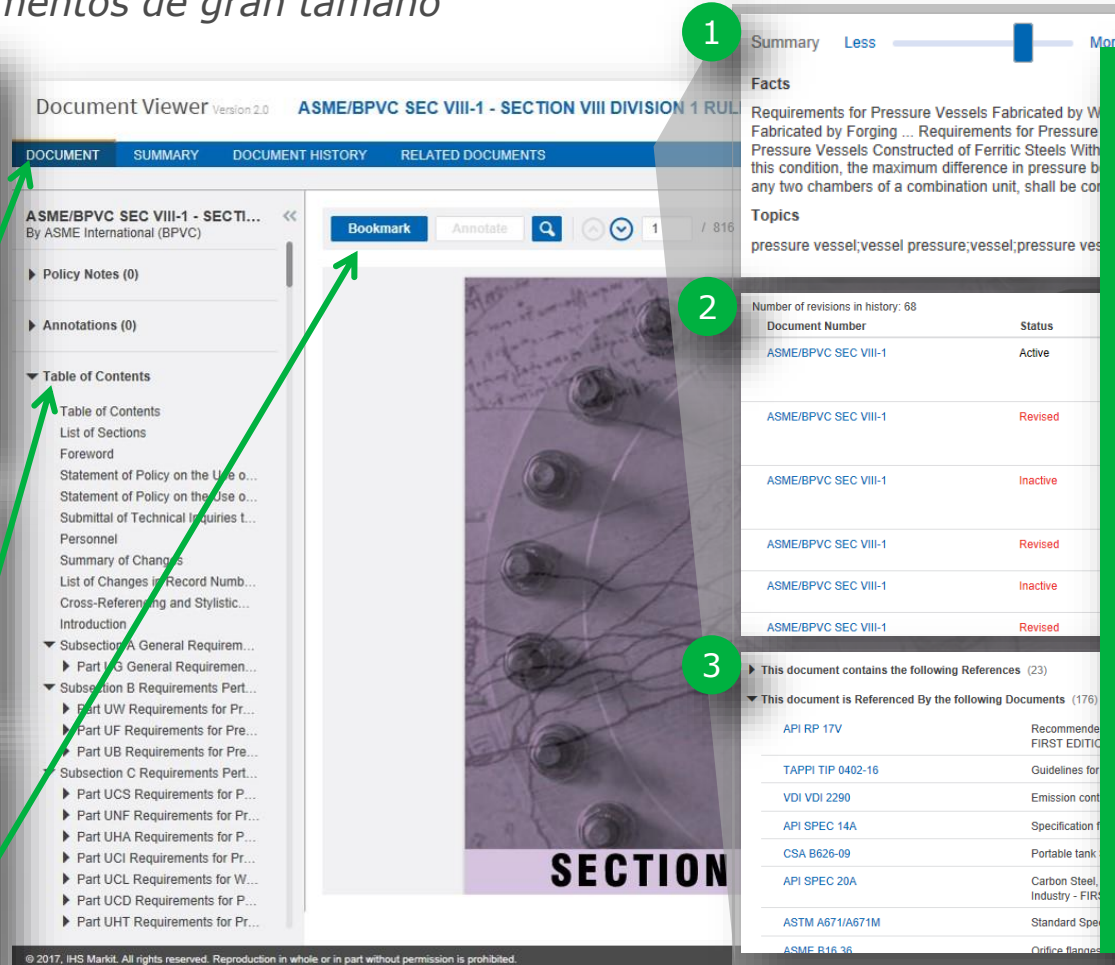 mentos de gran tamaño
Document Viewer Version 2.0 ASME/BPVC SEC VIII-1 - SECTION VIII DIVISION 1 RUL
DOCUMENT SUMMARY DOCUMENT HISTORY RELATED DOCUMENTS
ASME/BPVC SEC VIII-1 - SECTI...
By ASME International (BPVC)
Policy Notes (0)
Annotations (0)
Table of Contents
Table of Contents
List of Sections
Foreword
Statement of Policy on the Use o...
Statement of Policy on the Use o...
Submittal of Technical Inquiries t...
Personnel
Summary of Changes
List of Changes in Record Numb...
Cross-Referencing and Stylistic...
Introduction
Subsection A General Requirem...
Part UG General Requiremen...
Subsection B Requirements Pert...
Part UW Requirements for Pr...
Part UF Requirements for Pre...
Part UB Requirements for Pre...
Subsection C Requirements Pert...
Part UCS Requirements for P...
Part UNF Requirements for Pr...
Part UHA Requirements for P...
Part UCI Requirements for Pr...
Part UCL Requirements for W...
Part UCD Requirements for P...
Part UHT Requirements for Pr...
Bookmark Annotate 1 / 816
SECTION
© 2017, IHS Markit. All rights reserved. Reproduction in whole or in part without permission is prohibited.
1
Summary Less Mor
Facts
Requirements for Pressure Vessels Fabricated by W
Fabricated by Forging ... Requirements for Pressure
Pressure Vessels Constructed of Ferritic Steels With
this condition, the maximum difference in pressure b
any two chambers of a combination unit, shall be co
Topics
pressure vessel;vessel pressure;vessel;pressure ves
2
Number of revisions in history: 68
Document Number Status
ASME/BPVC SEC VIII-1 Active
ASME/BPVC SEC VIII-1 Revised
ASME/BPVC SEC VIII-1 Inactive
ASME/BPVC SEC VIII-1 Revised
ASME/BPVC SEC VIII-1 Inactive
ASME/BPVC SEC VIII-1 Revised
3
This document contains the following References (23)
This document is Referenced By the following Documents (176)
API RP 17V Recommende
FIRST EDITIO
TAPPI TIP 0402-16 Guidelines for
VDI VDI 2290 Emission cont
API SPEC 14A Specification f
CSA B626-09 Portable tank
API SPEC 20A Carbon Steel,
Industry - FIR
ASTM A671/A671M Standard Spe
ASME B16.36 Orifice flanges